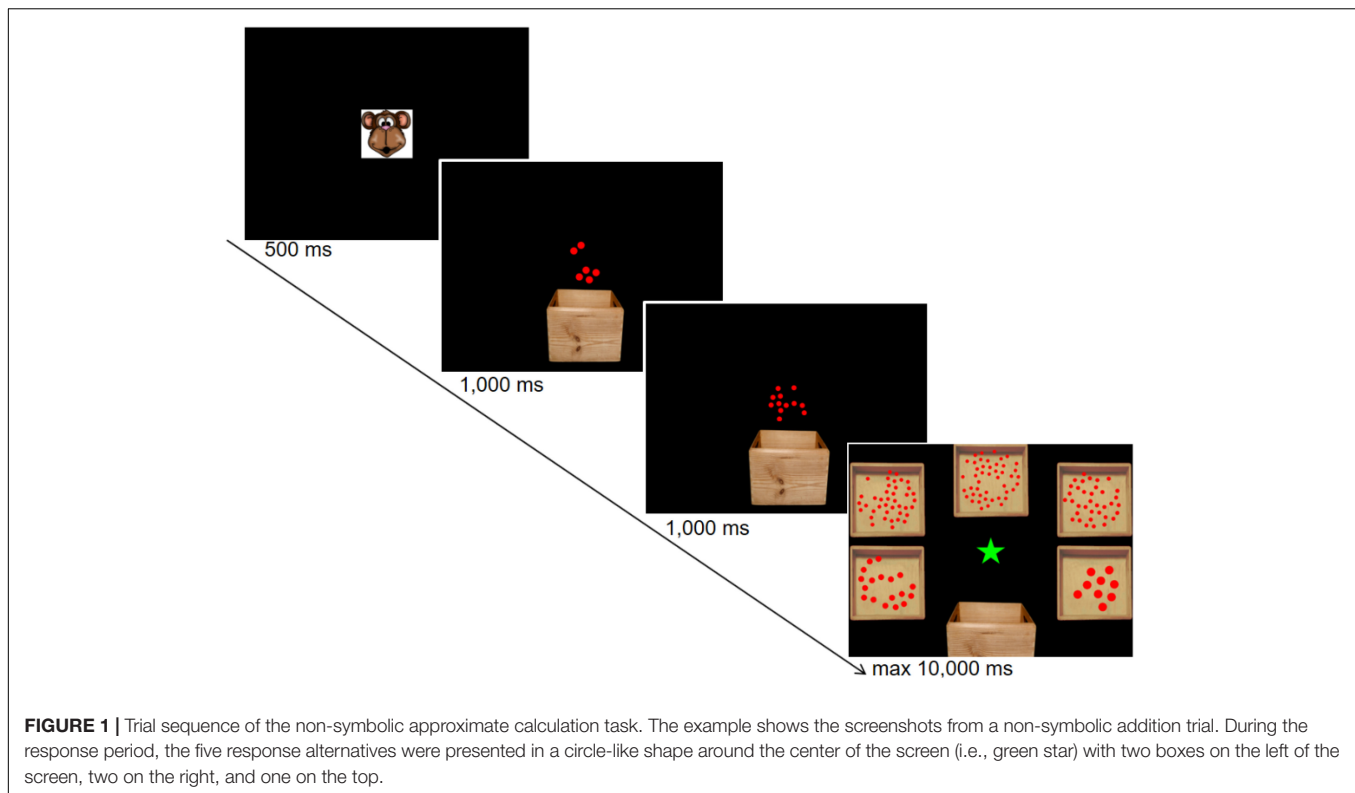 500 ms
1,000 ms
1,000 ms
max 10,000 ms
FIGURE 1 | Trial sequence of the non-symbolic approximate calculation task. The example shows the screenshots from a non-symbolic addition trial. During the
response period, the five response alternatives were presented in a circle-like shape around the center of the screen (i.e., green star) with two boxes on the left of the
screen, two on the right, and one on the top.